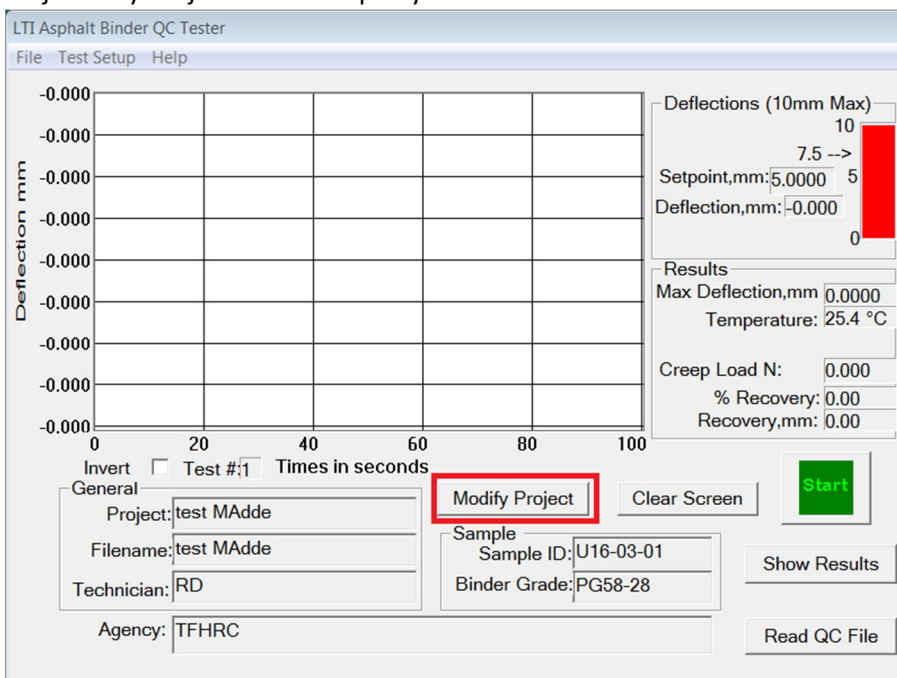 LTI Asphalt Binder QC Tester
File Test Setup Help
Deflection mm
-0.000
-0.000
-0.000
-0.000
-0.000
-0.000
-0.000
-0.000
-0.000
0 20 40 60 80 100
Invert Test #:1 Times in seconds
Deflections (10mm Max)
10
7.5 -->
Setpoint,mm: 5.0000 5
Deflection,mm: -0.000
0
Results
Max Deflection,mm 0.0000
Temperature: 25.4 °C
Creep Load N: 0.000
% Recovery: 0.00
Recovery,mm: 0.00
Modify Project Clear Screen Start
General
Project: test MAdde
Filename: test MAdde
Technician: RD
Sample
Sample ID: U16-03-01
Binder Grade: PG58-28
Show Results
Agency: TFHRC
Read QC File